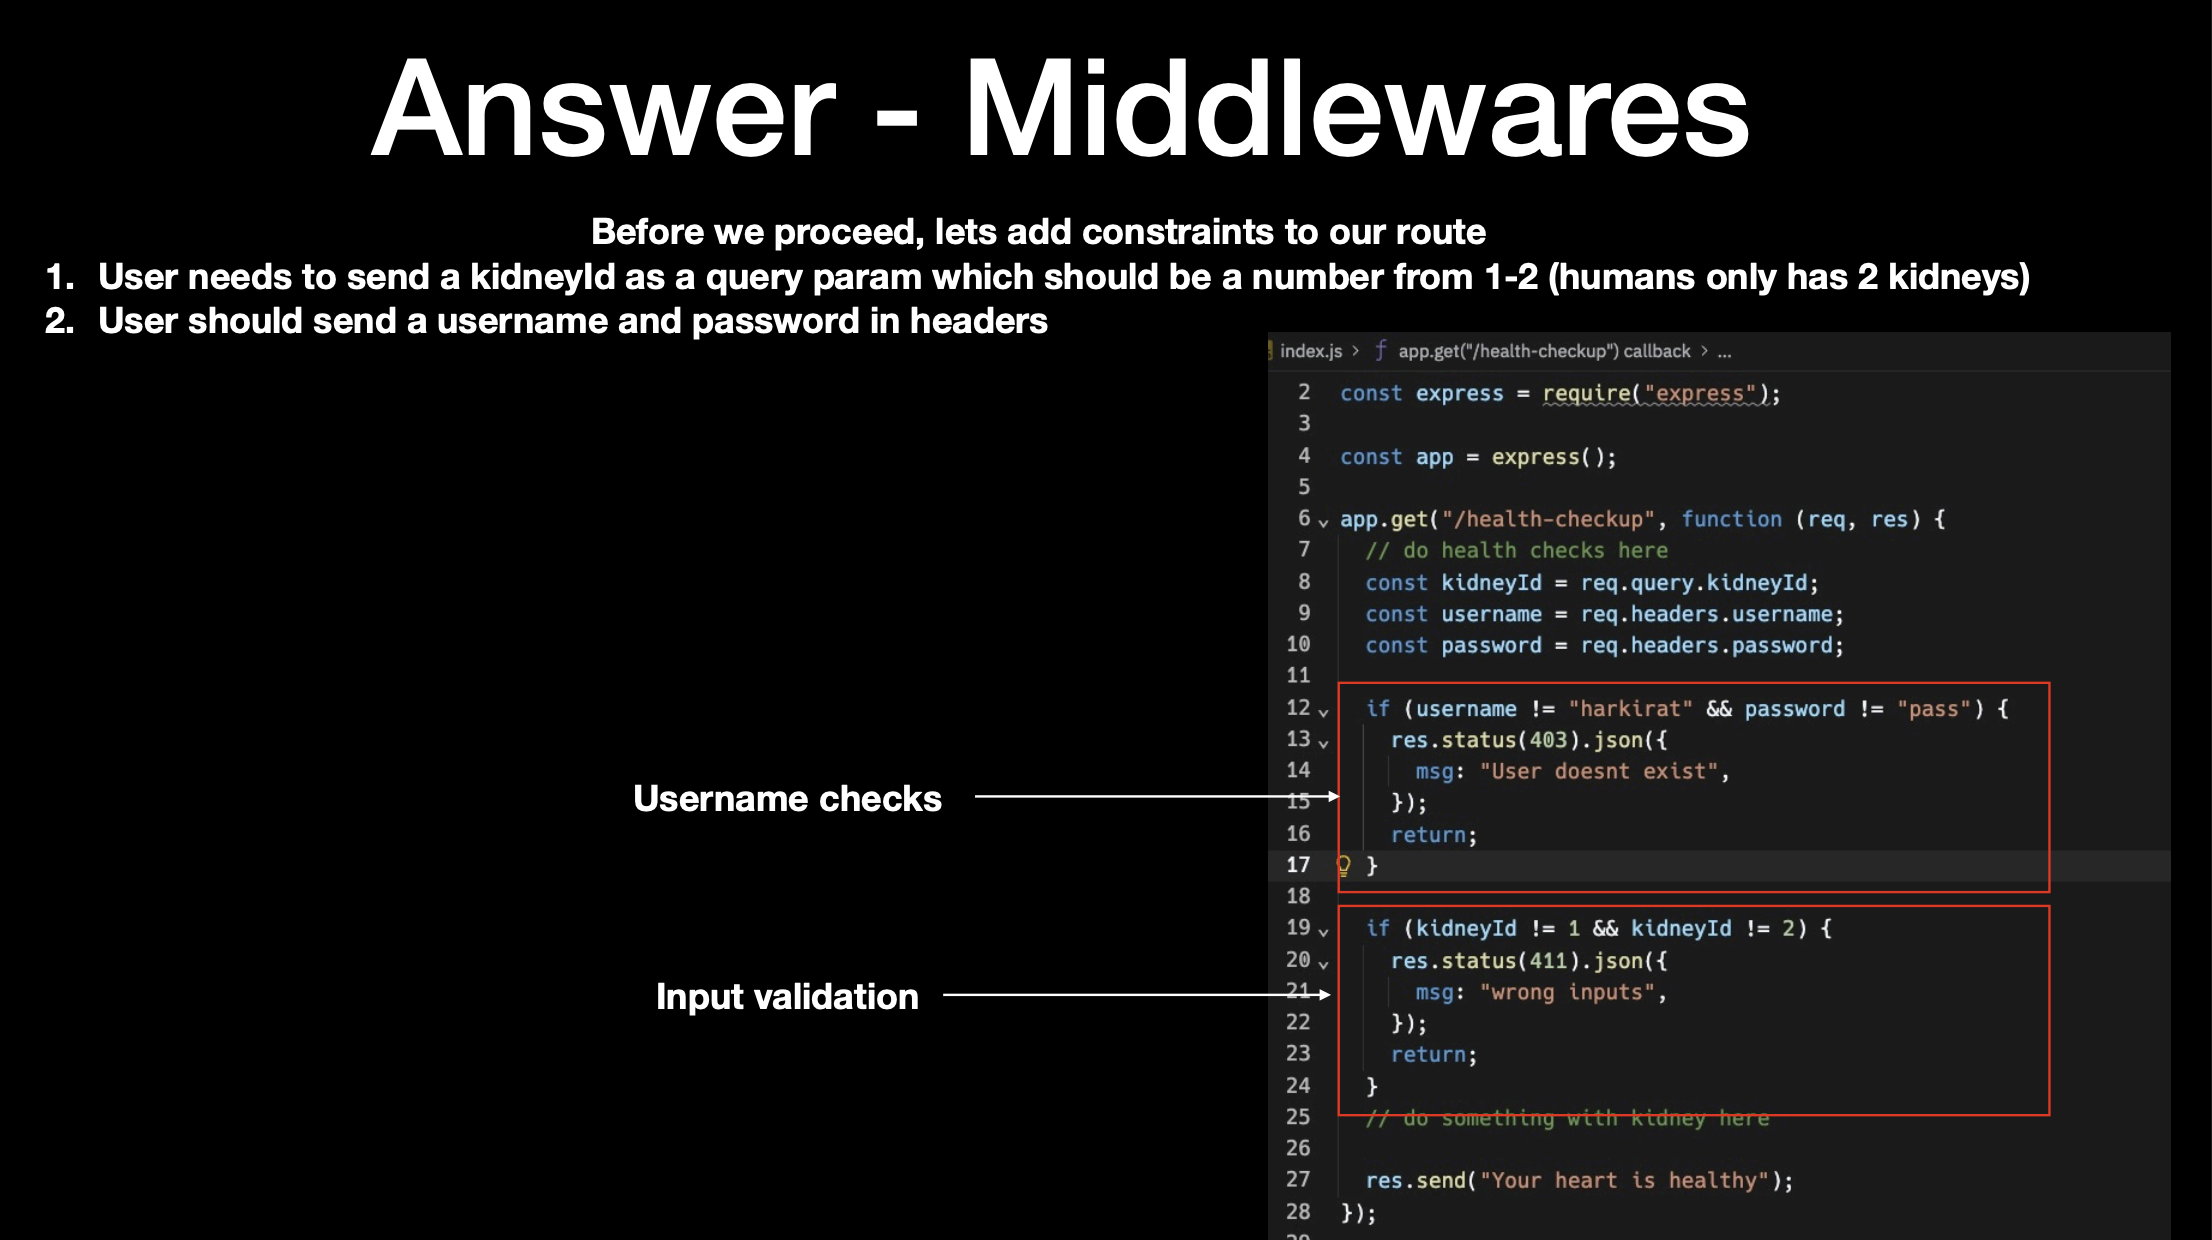 Answer - Middlewares
Before we proceed, lets add constraints to our route
1. User needs to send a kidneyId as a query param which should be a number from 1-2 (humans only has 2 kidneys)
2. User should send a username and password in headers
index.js > app.get("/health-checkup") callback > ...
2 const express = require("express");
3
4 const app = express();
5
6 app.get("/health-checkup", function (req, res) {
7 // do health checks here
8 const kidneyId = req.query.kidneyId;
9 const username = req.headers.username;
10 const password = req.headers.password;
11
12 if (username != "harkirat" && password != "pass") {
13 res.status(403).json({
14 msg: "User doesnt exist",
Username checks
15 });
16 return;
17 }
18
19 if (kidneyId != 1 && kidneyId != 2) {
20 res.status(411).json({
Input validation
21 msg: "wrong inputs",
22 });
23 return;
24 }
25 // do something with kidney here
26
27 res.send("Your heart is healthy");
28 });